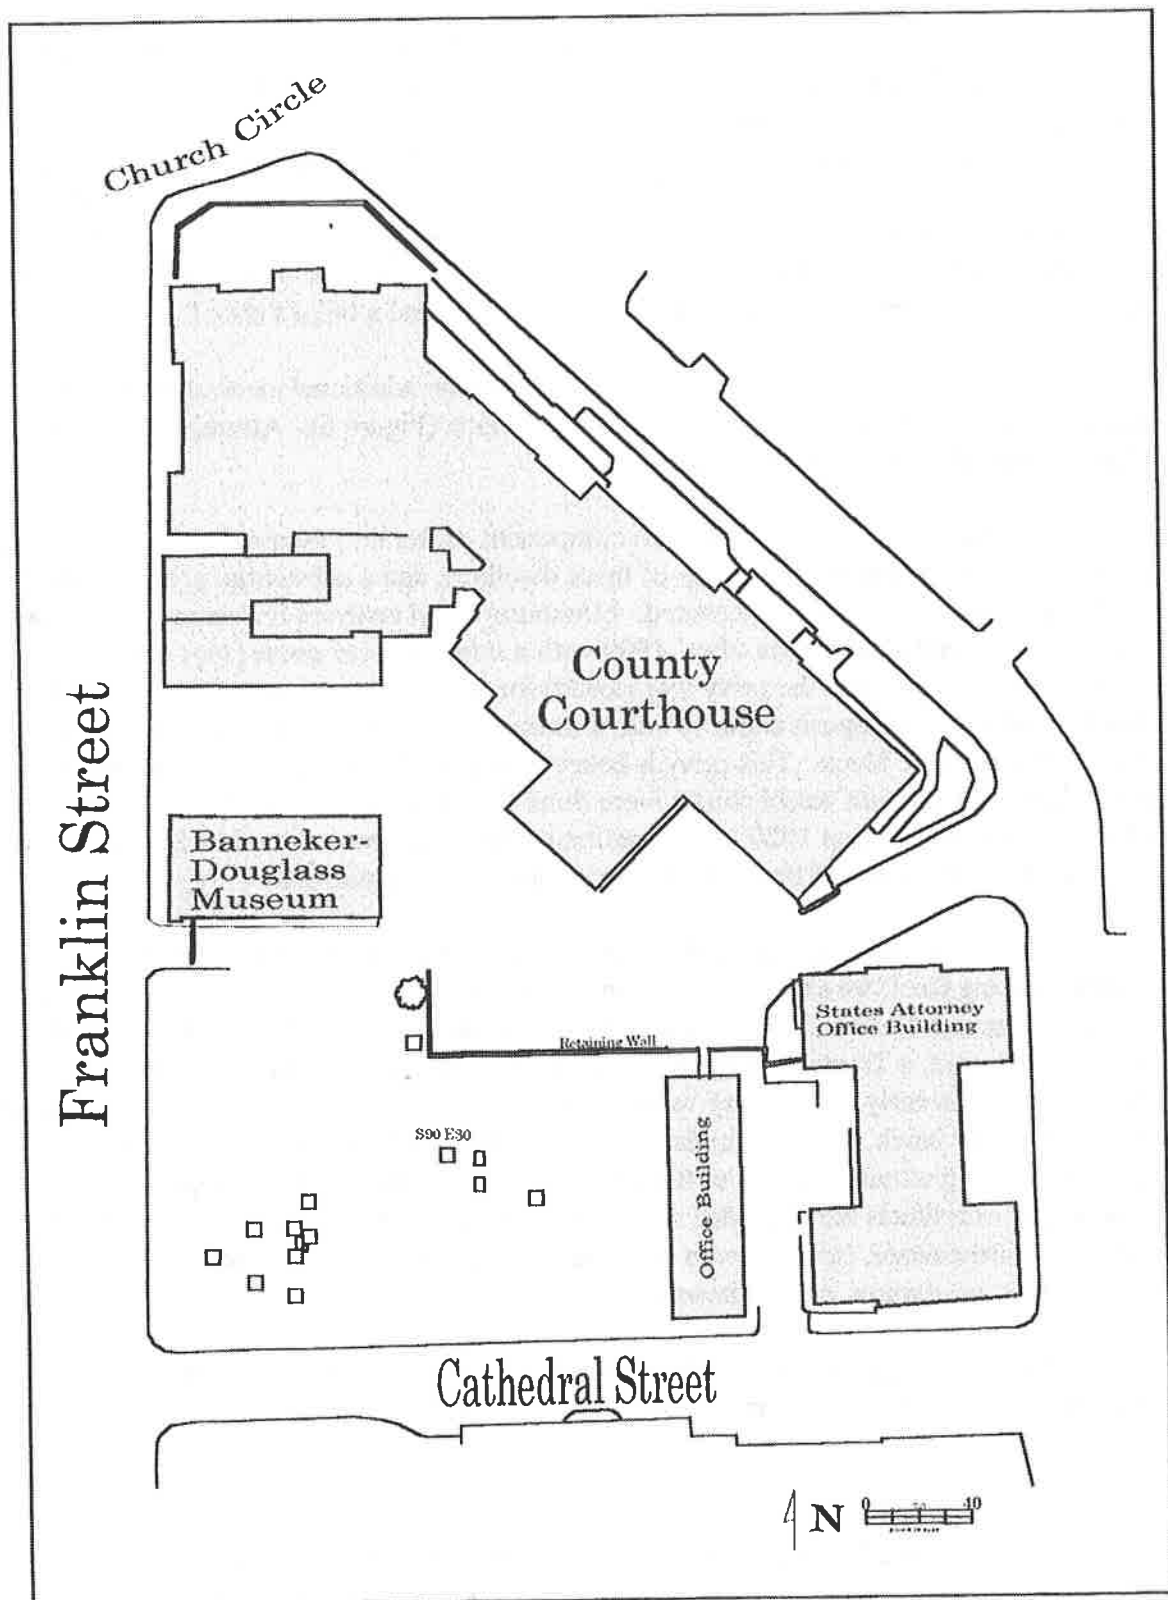 Church Circle
County
Courthouse
Franklin Street
Banneker-
Douglass
Museum
States Attorney
Office Building
Retaining Wall
S90 E30
Office Building
Cathedral Street
N
0